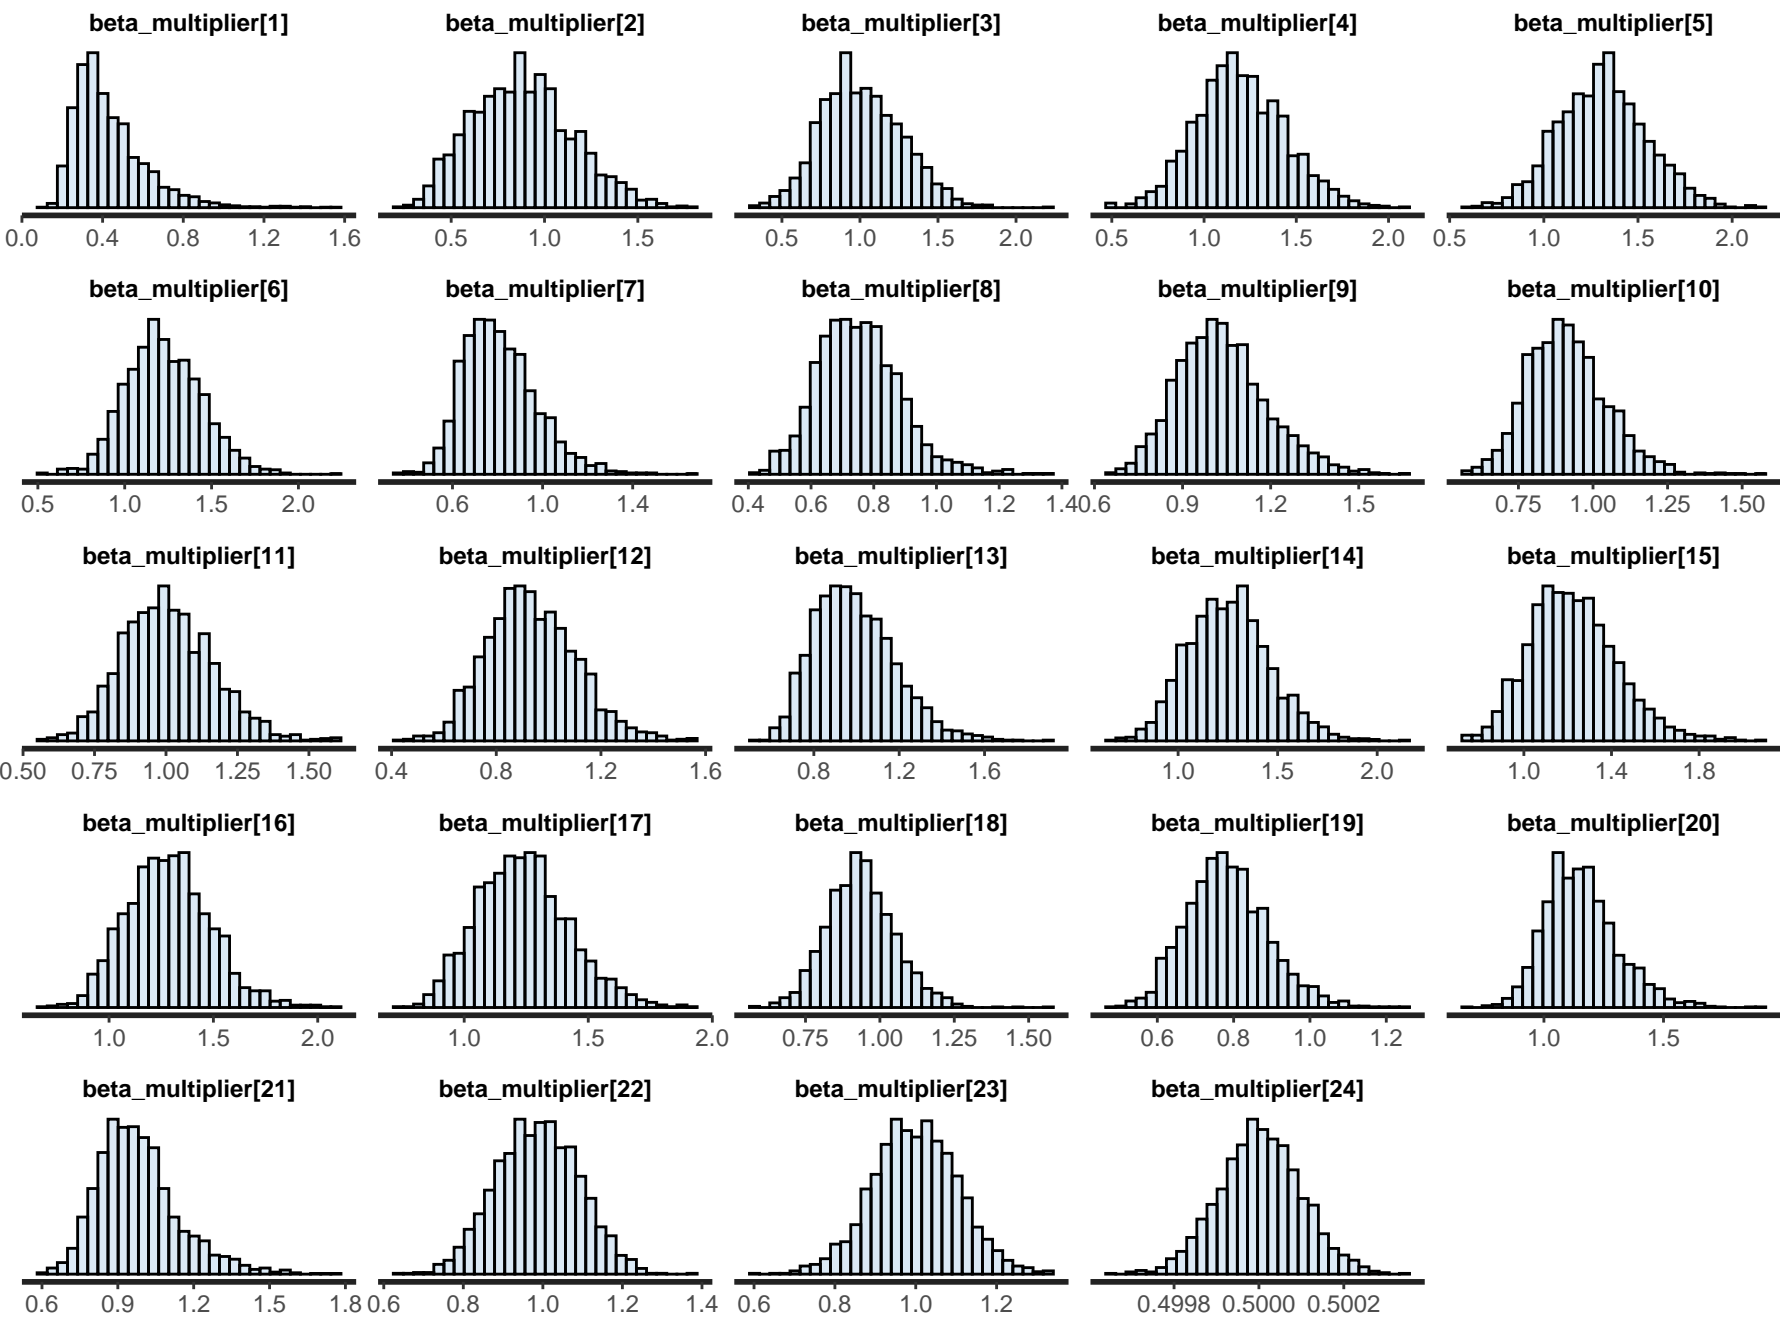 beta_multiplier[1] beta_multiplier[2] beta_multiplier[3] beta_multiplier[4] beta_multiplier[5]
0.0 0.4 0.8 1.2 1.6 0.5 1.0 1.5 0.5 1.0 1.5 2.0 0.5 1.0 1.5 2.0 0.5 1.0 1.5 2.0
beta_multiplier[6] beta_multiplier[7] beta_multiplier[8] beta_multiplier[9] beta_multiplier[10]
0.5 1.0 1.5 2.0 0.6 1.0 1.4 0.4 0.6 0.8 1.0 1.2 1.4 0.6 0.9 1.2 1.5 0.75 1.00 1.25 1.50
beta_multiplier[11] beta_multiplier[12] beta_multiplier[13] beta_multiplier[14] beta_multiplier[15]
0.50 0.75 1.00 1.25 1.50 0.4 0.8 1.2 1.6 0.8 1.2 1.6 1.0 1.5 2.0 1.0 1.4 1.8
beta_multiplier[16] beta_multiplier[17] beta_multiplier[18] beta_multiplier[19] beta_multiplier[20]
1.0 1.5 2.0 1.0 1.5 2.0 0.75 1.00 1.25 1.50 0.6 0.8 1.0 1.2 1.0 1.5
beta_multiplier[21] beta_multiplier[22] beta_multiplier[23] beta_multiplier[24]
0.6 0.9 1.2 1.5 1.8 0.6 0.8 1.0 1.2 1.4 0.6 0.8 1.0 1.2 0.4998 0.5000 0.5002